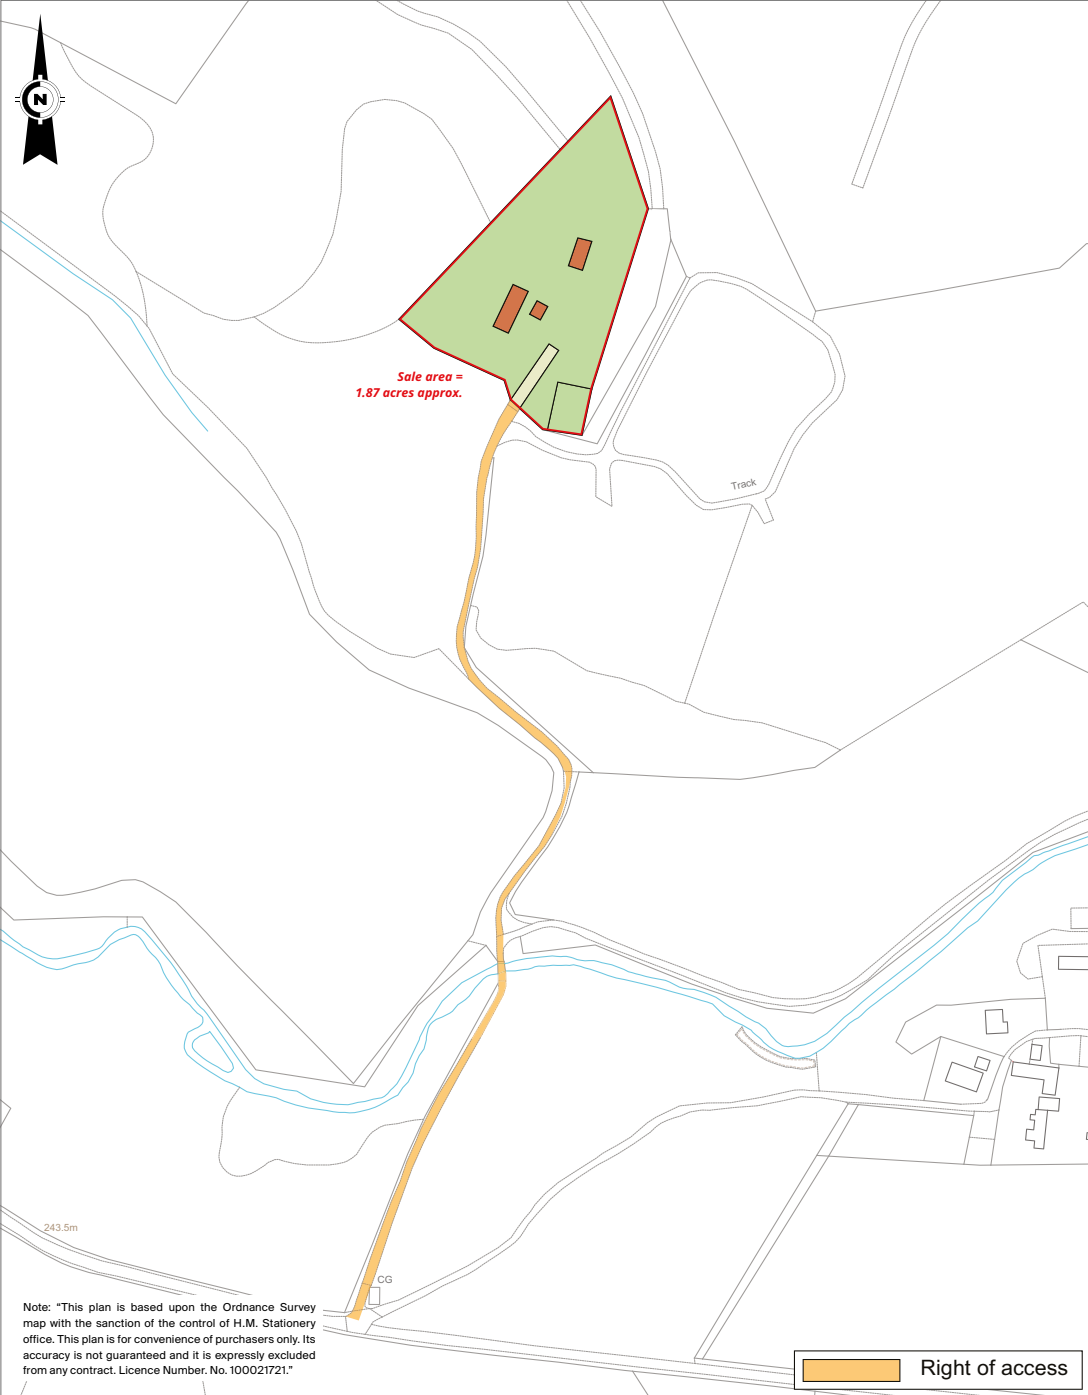 N
Sale area =
1.87 acres approx.
Track
243.5m
CG
Note: “This plan is based upon the Ordnance Survey
map with the sanction of the control of H.M. Stationery
office. This plan is for convenience of purchasers only. Its
accuracy is not guaranteed and it is expressly excluded
from any contract. Licence Number. No. 100021721.”
Right of access